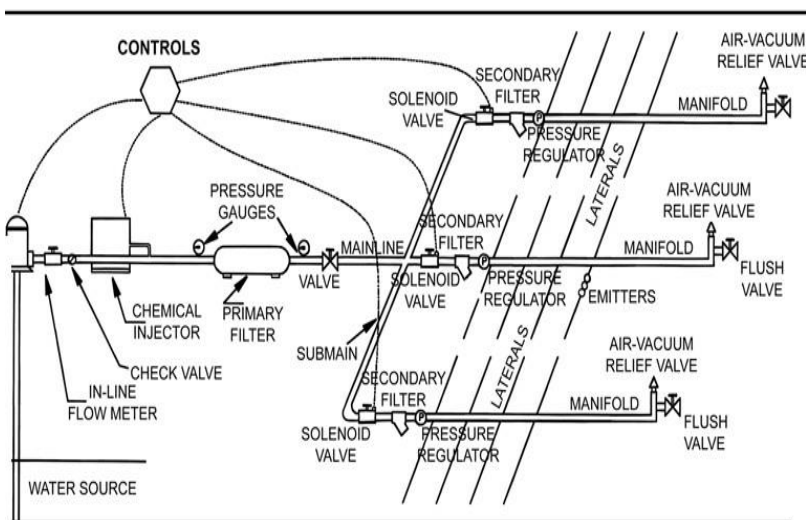 CONTROLS
AIR-VACUUM
RELIEF VALVE
SECONDARY
FILTER
SOLENOID
VALVE
MANIFOLD
PRESSURE
REGULATOR
LATERALS
PRESSURE
GAUGES
AIR-VACUUM
RELIEF VALVE
SECONDARY
FILTER
MAINLINE
MANIFOLD
VALVE
SOLENOID
VALVE
PRESSURE
REGULATOR
FLUSH
VALVE
EMITTERS
CHEMICAL
INJECTOR
PRIMARY
FILTER
SUBMAIN
CHECK VALVE
IN-LINE
FLOW METER
LATERALS
AIR-VACUUM
RELIEF VALVE
SECONDARY
FILTER
MANIFOLD
SOLENOID
VALVE
PRESSURE
REGULATOR
FLUSH
VALVE
WATER SOURCE
P
P
P